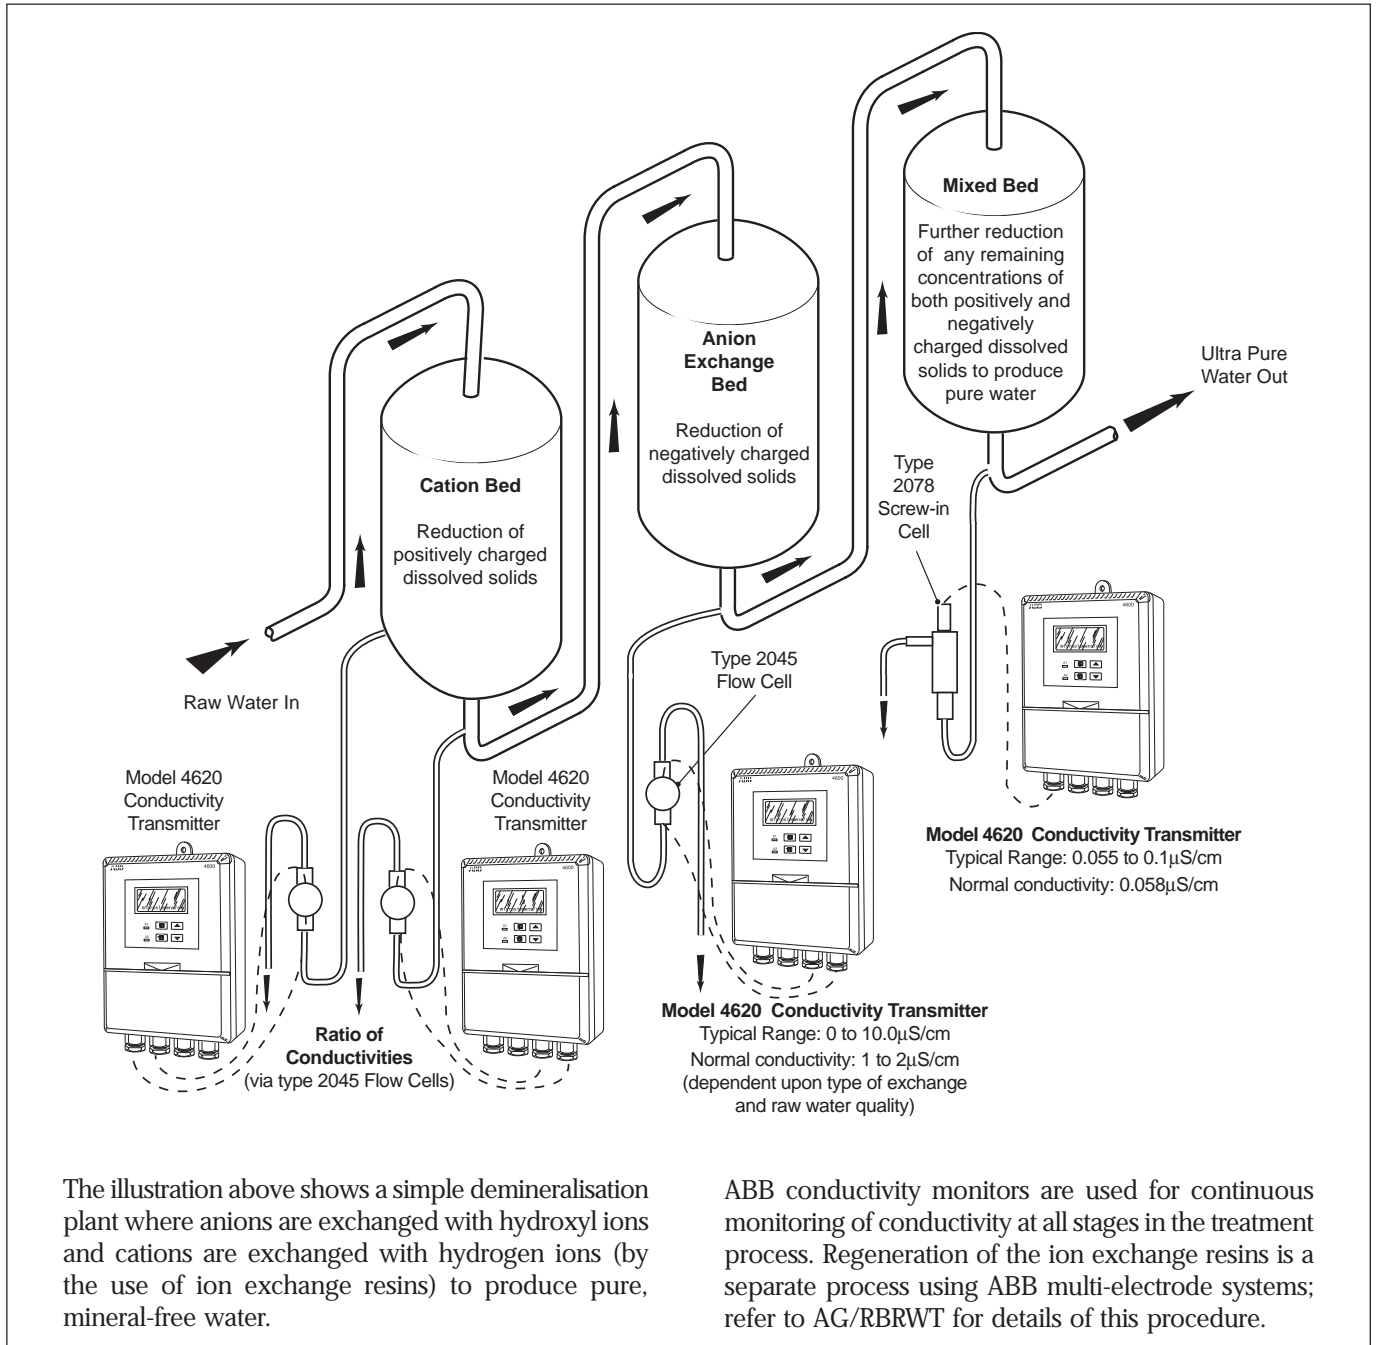 Mixed Bed
Further reduction
of any remaining
concentrations of
both positively and
negatively
charged dissolved
solids to produce
pure water
Anion
Exchange
Bed
Reduction of
negatively charged
dissolved solids
Ultra Pure
Water Out
Cation Bed
Reduction of
positively charged
dissolved solids
Type
2078
Screw-in
Cell
Raw Water In
Type 2045
Flow Cell
Model 4620
Conductivity
Transmitter
Model 4620
Conductivity
Transmitter
4600
4600
4600
4600
Model 4620 Conductivity Transmitter
Typical Range: 0.055 to 0.1µS/cm
Normal conductivity: 0.058µS/cm
Ratio of
Conductivities
(via type 2045 Flow Cells)
Model 4620 Conductivity Transmitter
Typical Range: 0 to 10.0µS/cm
Normal conductivity: 1 to 2µS/cm
(dependent upon type of exchange
and raw water quality)
The illustration above shows a simple demineralisation
plant where anions are exchanged with hydroxyl ions
and cations are exchanged with hydrogen ions (by
the use of ion exchange resins) to produce pure,
mineral-free water.
ABB conductivity monitors are used for continuous
monitoring of conductivity at all stages in the treatment
process. Regeneration of the ion exchange resins is a
separate process using ABB multi-electrode systems;
refer to AG/RBRWT for details of this procedure.